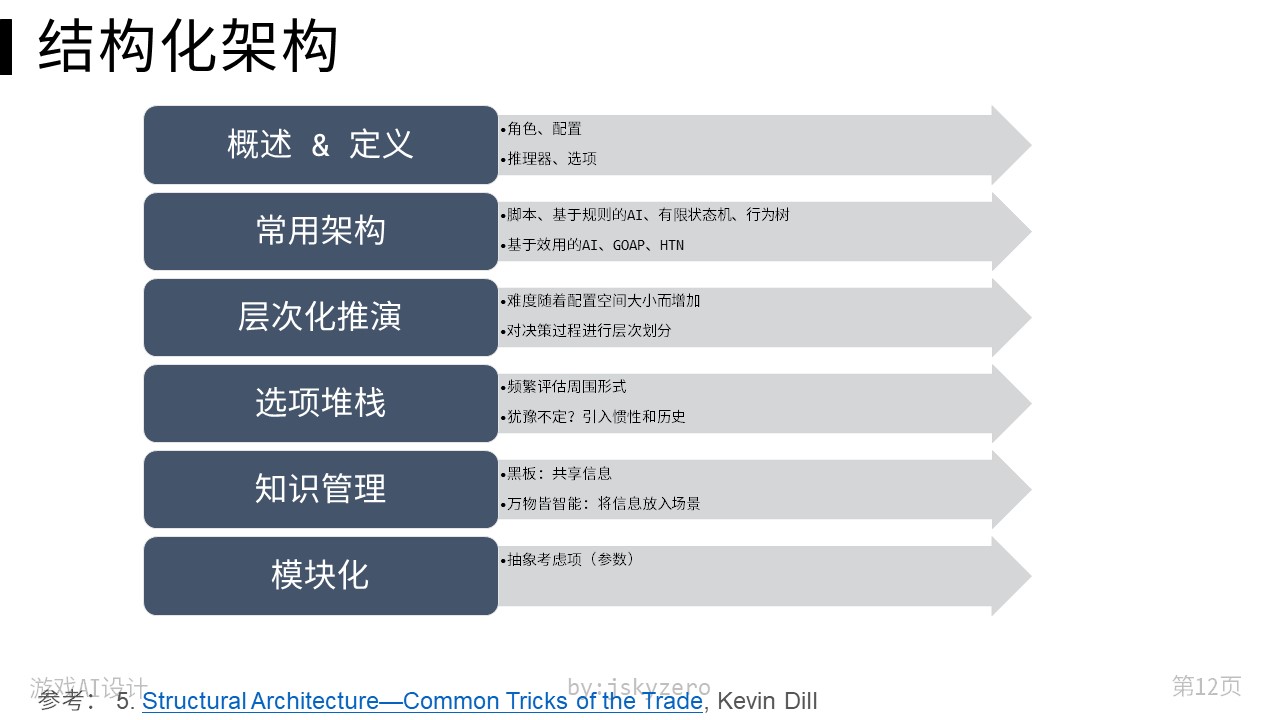 结构化架构
概述 & 定义
•角色、配置
•推理器、选项
常用架构
•脚本、基于规则的AI、有限状态机、行为树
•基于效用的AI、GOAP、HTN
层次化推演
•难度随着配置空间大小而增加
•对决策过程进行层次划分
选项堆栈
•频繁评估周围形式
•犹豫不定？引入惯性和历史
知识管理
•黑板：共享信息
•万物皆智能：将信息放入场景
模块化
•抽象考虑项（参数）
游戏AI设计
by:jskyzero
第12页
参考： 5. Structural Architecture—Common Tricks of the Trade, Kevin Dill